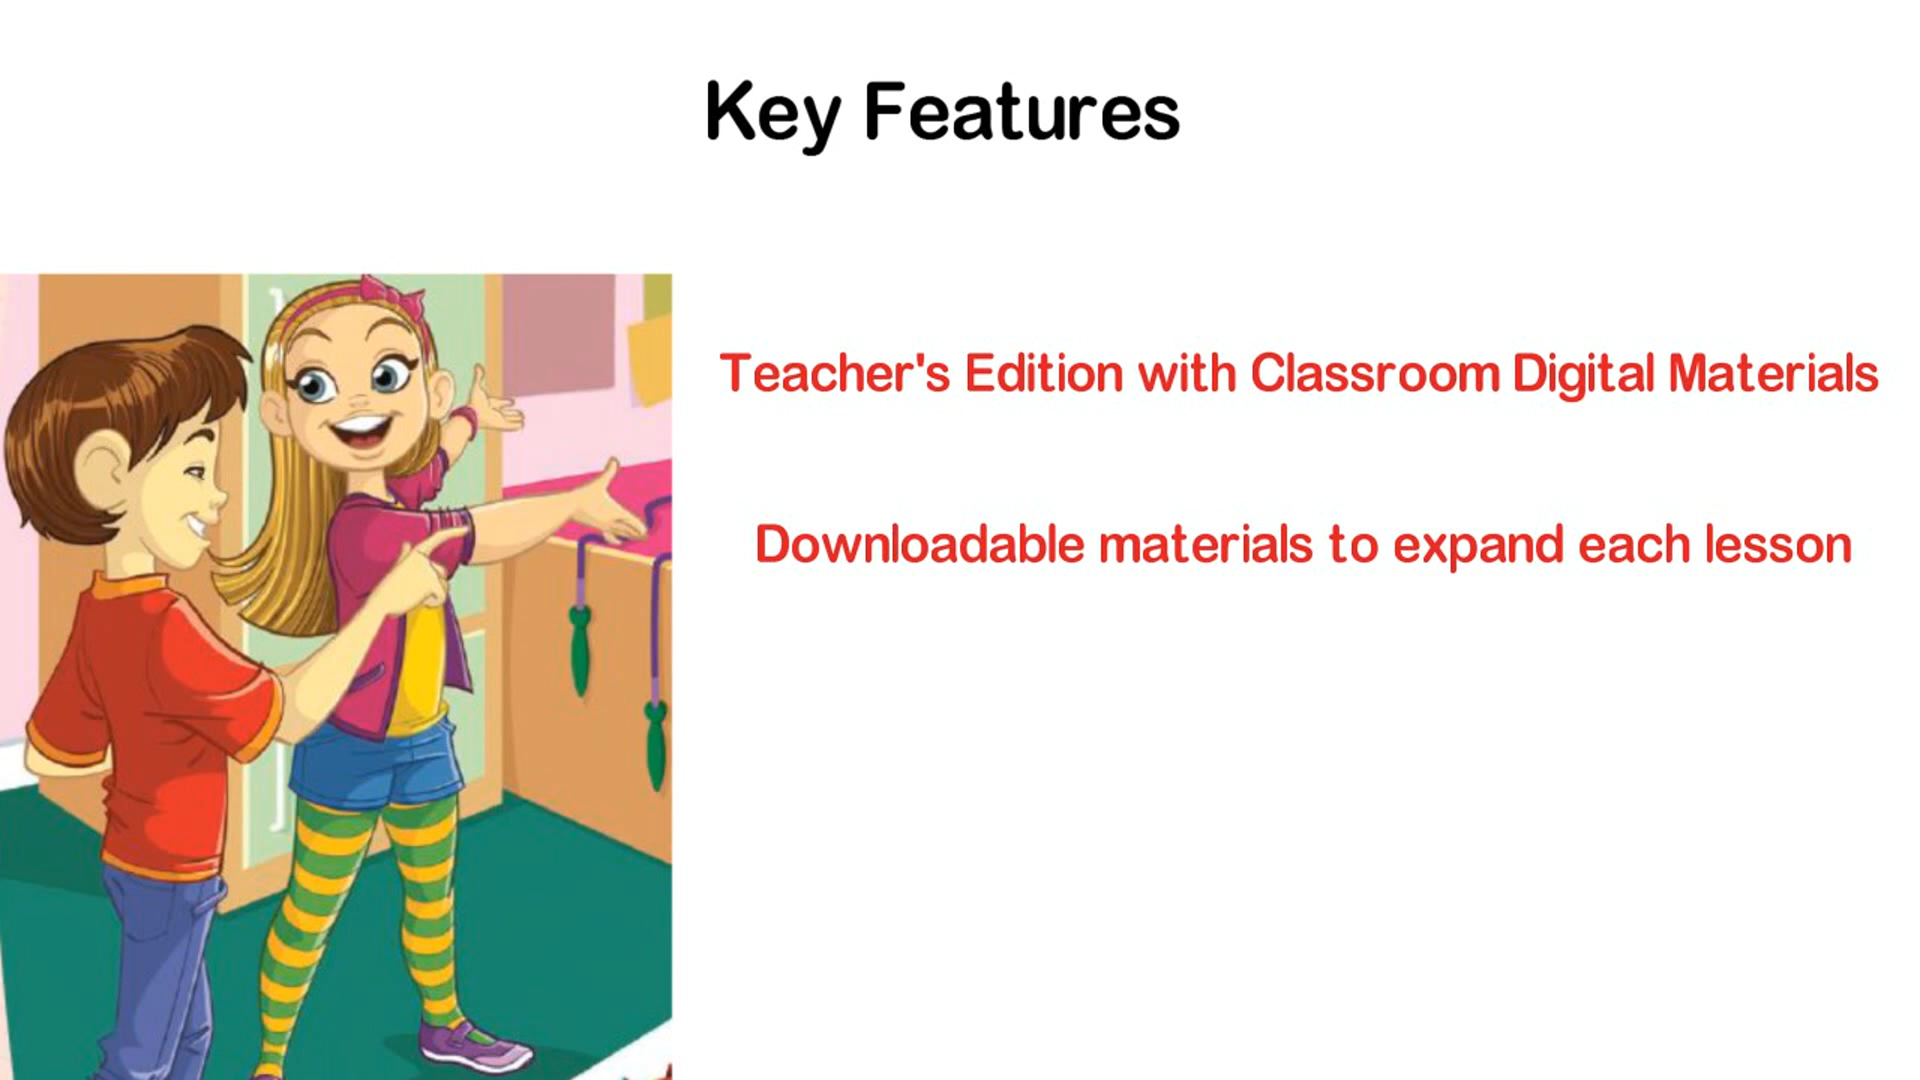 Key Features
Teacher's Edition with Classroom Digital Materials
Downloadable materials to expand each lesson